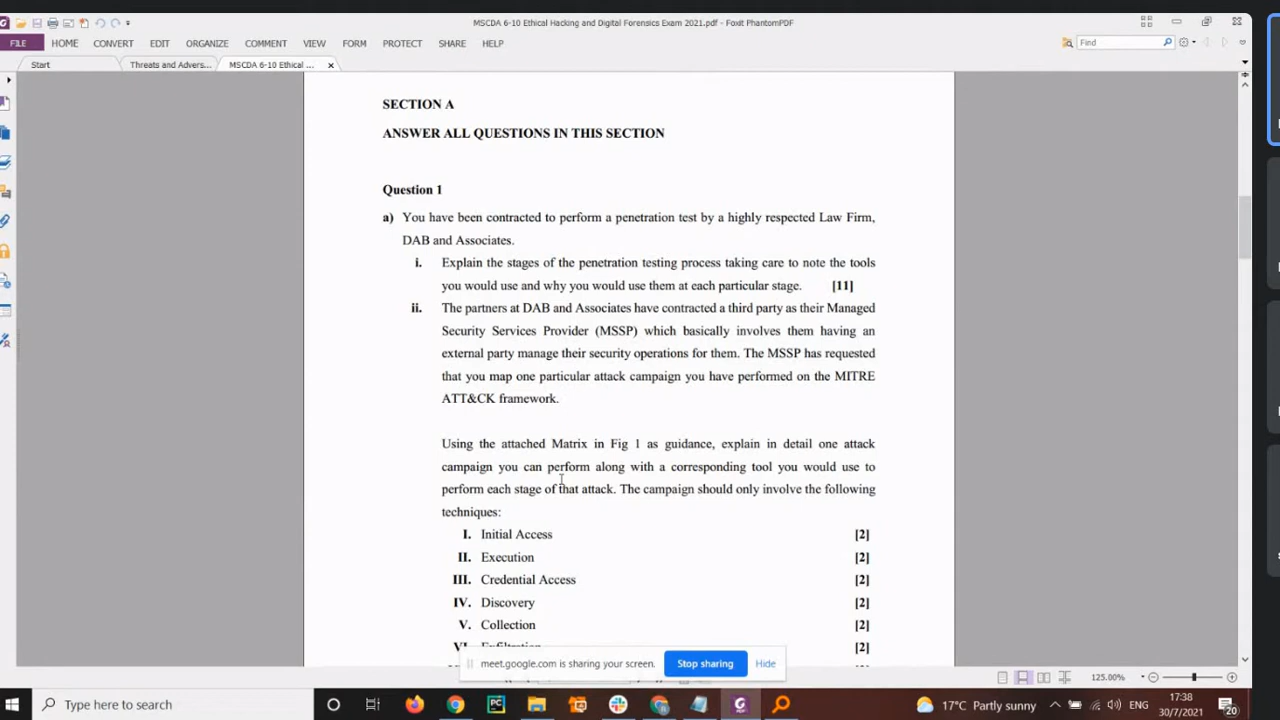 MSCDA 6-10 Ethical Hacking and Digital Forensics Exam 2021.pdf - Foxit PhantomPDF
FILE HOME CONVERT EDIT ORGANIZE COMMENT VIEW FORM PROTECT SHARE HELP
Find
Start Threats and Advers... MSCDA 6-10 Ethical ...
SECTION A
ANSWER ALL QUESTIONS IN THIS SECTION
Question 1
a) You have been contracted to perform a penetration test by a highly respected Law Firm,
DAB and Associates.
i. Explain the stages of the penetration testing process taking care to note the tools
you would use and why you would use them at each particular stage. [11]
ii. The partners at DAB and Associates have contracted a third party as their Managed
Security Services Provider (MSSP) which basically involves them having an
external party manage their security operations for them. The MSSP has requested
that you map one particular attack campaign you have performed on the MITRE
ATT&CK framework.
Using the attached Matrix in Fig 1 as guidance, explain in detail one attack
campaign you can perform along with a corresponding tool you would use to
perform each stage of that attack. The campaign should only involve the following
techniques:
I. Initial Access [2]
II. Execution [2]
III. Credential Access [2]
IV. Discovery [2]
V. Collection [2]
VI. Exfiltration [2]
meet.google.com is sharing your screen. Stop sharing Hide
125.00%
Type here to search
17°C Partly sunny ENG 17:38
30/7/2021 20